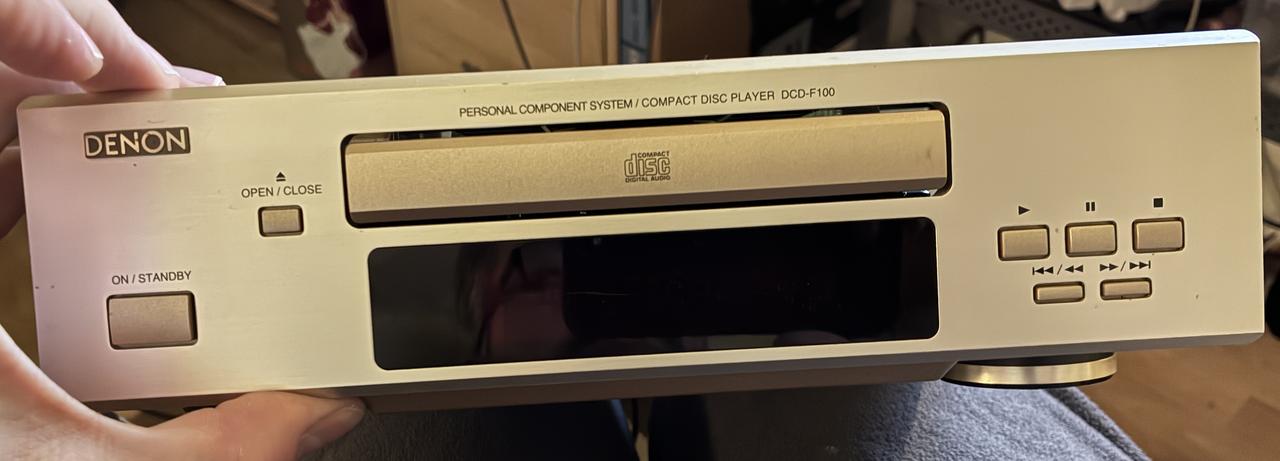 PERSONAL COMPONENT SYSTEM / COMPACT DISC PLAYER DCD-F100
DENON
COMPACT
disc
DIGITAL AUDIO
OPEN / CLOSE
ON / STANDBY